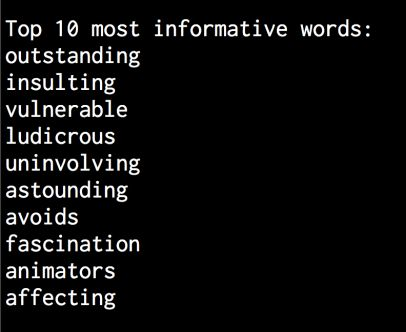 Top 10 most informative words:
outstanding
insulting
vulnerable
ludicrous
uninvolving
astounding
avoids
fascination
animators
affecting